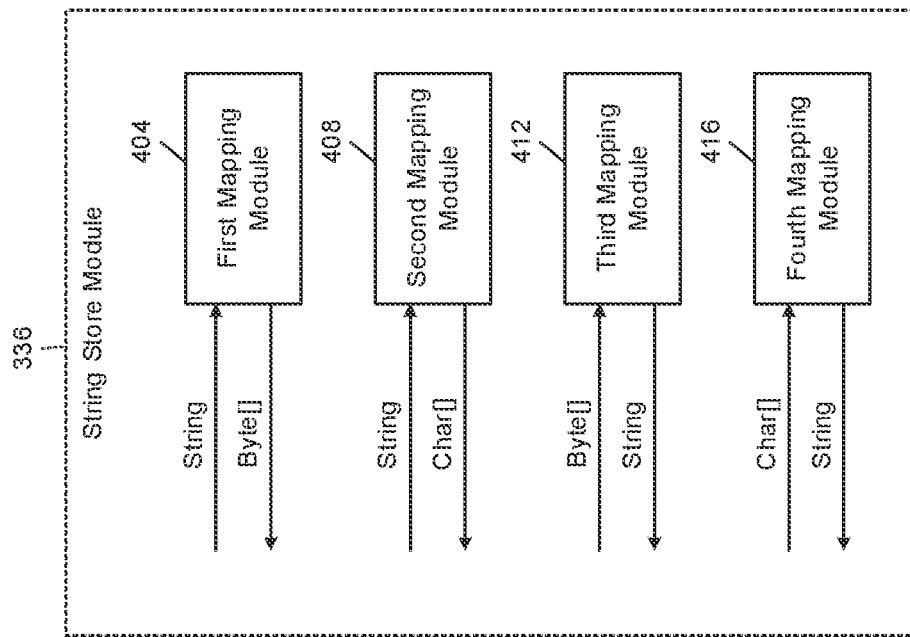 336
String Store Module
404
String
Byte[]
First Mapping
Module
408
String
Char[]
Second Mapping
Module
412
Byte[]
String
Third Mapping
Module
416
Char[]
String
Fourth Mapping
Module